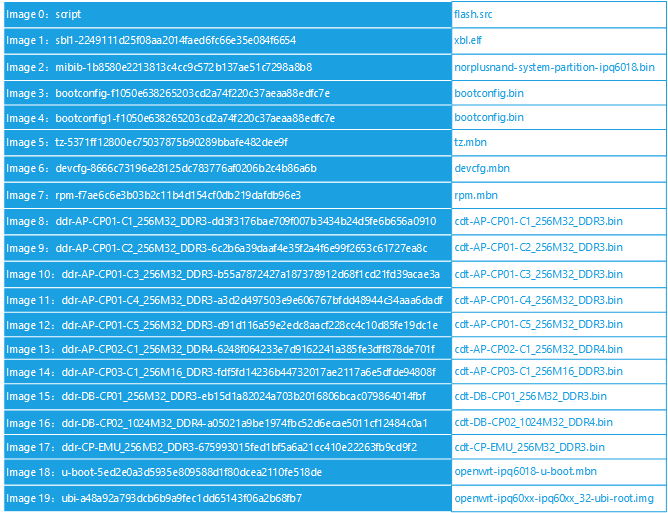 Image 0：script flash.src
Image 1：sbl1-2249111d25f08aa2014faed6fc66e35e084f6654 xbl.elf
Image 2：mibib-1b8580e2213813c4cc9c572b137ae51c7298a8b8 norplusnand-system-partition-ipq6018.bin
Image 3：bootconfig-f1050e638265203cd2a74f220c37aeaa88edfc7e bootconfig.bin
Image 4：bootconfig1-f1050e638265203cd2a74f220c37aeaa88edfc7e bootconfig.bin
Image 5：tz-5371ff12800ec75037875b90289bbafe482dee9f tz.mbn
Image 6：devcfg-8666c73196e28125dc783776af0206b2c4b86a6b devcfg.mbn
Image 7：rpm-f7ae6c6e3b03b2c11b4d154cf0db219dafdb96e3 rpm.mbn
Image 8：ddr-AP-CP01-C1_256M32_DDR3-dd3f3176bae709f007b3434b24d5fe6b656a0910 cdt-AP-CP01-C1_256M32_DDR3.bin
Image 9：ddr-AP-CP01-C2_256M32_DDR3-6c2b6a39daaf4e35f2a4f6e99f2653c61727ea8c cdt-AP-CP01-C2_256M32_DDR3.bin
Image 10：ddr-AP-CP01-C3_256M32_DDR3-b55a7872427a187378912d68f1cd21fd39acae3a cdt-AP-CP01-C3_256M32_DDR3.bin
Image 11：ddr-AP-CP01-C4_256M32_DDR3-a3d2d497503e9e606767bfdd48944c34aaa6dadf cdt-AP-CP01-C4_256M32_DDR3.bin
Image 12：ddr-AP-CP01-C5_256M32_DDR3-d91d116a59e2edc8aacf228cc4c10d85fe19dc1e cdt-AP-CP01-C5_256M32_DDR3.bin
Image 13：ddr-AP-CP02-C1_256M32_DDR4-6248f064233e7d9162241a385fe3dff878de701f cdt-AP-CP02-C1_256M32_DDR4.bin
Image 14：ddr-AP-CP03-C1_256M16_DDR3-fdf5fd14236b44732017ae2117a6e5dfde94808f cdt-AP-CP03-C1_256M16_DDR3.bin
Image 15：ddr-DB-CP01_256M32_DDR3-eb15d1a82024a703b2016806bcac079864014fbf cdt-DB-CP01_256M32_DDR3.bin
Image 16：ddr-DB-CP02_1024M32_DDR4-a05021a9be1974fbc52d6ecae5011cf12484c0a1 cdt-DB-CP02_1024M32_DDR4.bin
Image 17：ddr-CP-EMU_256M32_DDR3-675993015fed1bf5a6a21cc410e22263fb9cd9f2 cdt-CP-EMU_256M32_DDR3.bin
Image 18：u-boot-5ed2e0a3d5935e809588d1f80dcea2110fe518de openwrt-ipq6018-u-boot.mbn
Image 19：ubi-a48a92a793dcb6b9a9fec1dd65143f06a2b68fb7 openwrt-ipq60xx-ipq60xx_32-ubi-root.img